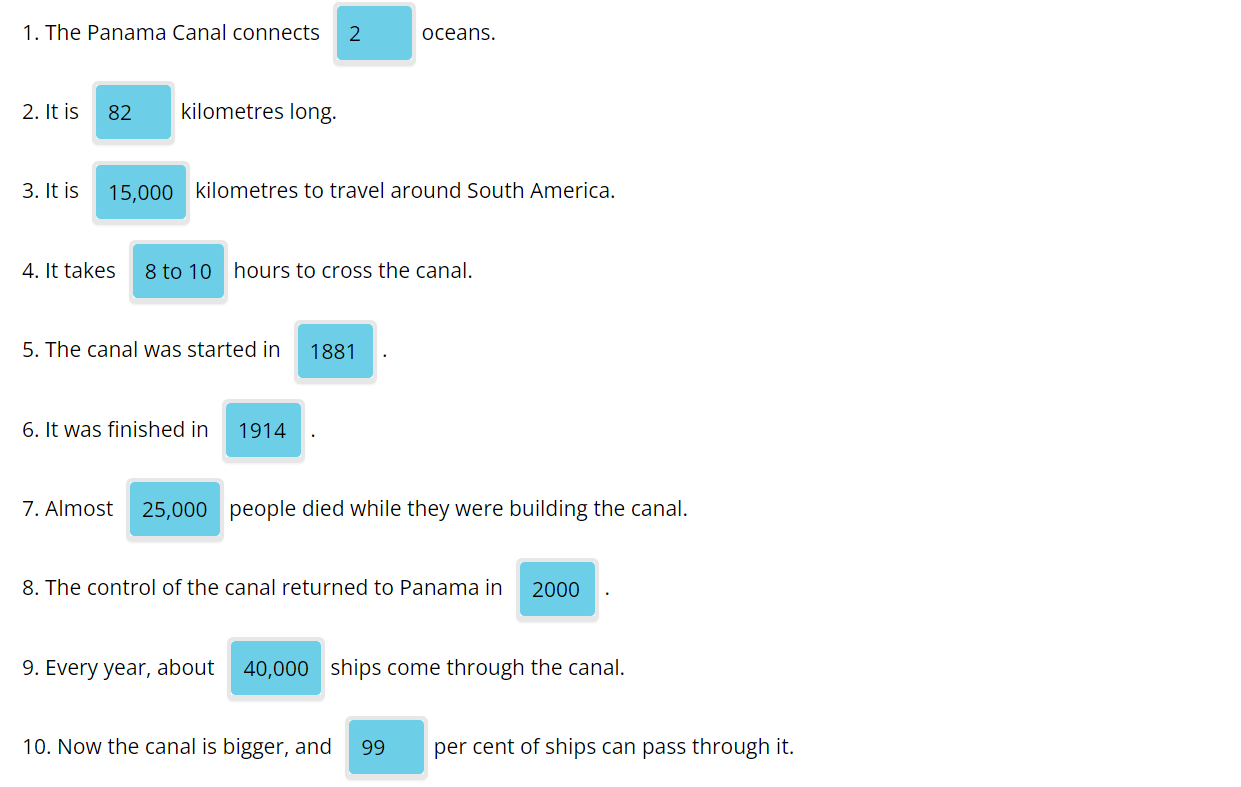 1. The Panama Canal connects 2 oceans.
2. It is 82 kilometres long.
3. It is 15,000 kilometres to travel around South America.
4. It takes 8 to 10 hours to cross the canal.
5. The canal was started in 1881 .
6. It was finished in 1914 .
7. Almost 25,000 people died while they were building the canal.
8. The control of the canal returned to Panama in 2000 .
9. Every year, about 40,000 ships come through the canal.
10. Now the canal is bigger, and 99 per cent of ships can pass through it.